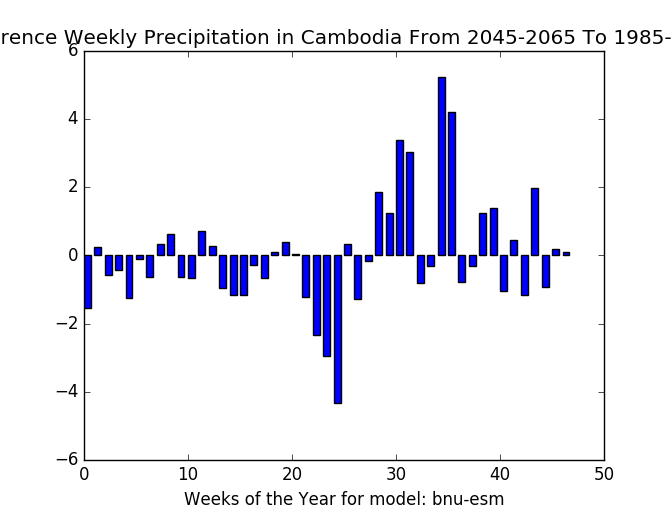 rence Weekly Precipitation in Cambodia From 2045-2065 To 1985-
6
4
2
0
−2
−4
−6
0 10 20 30 40 50
Weeks of the Year for model: bnu-esm